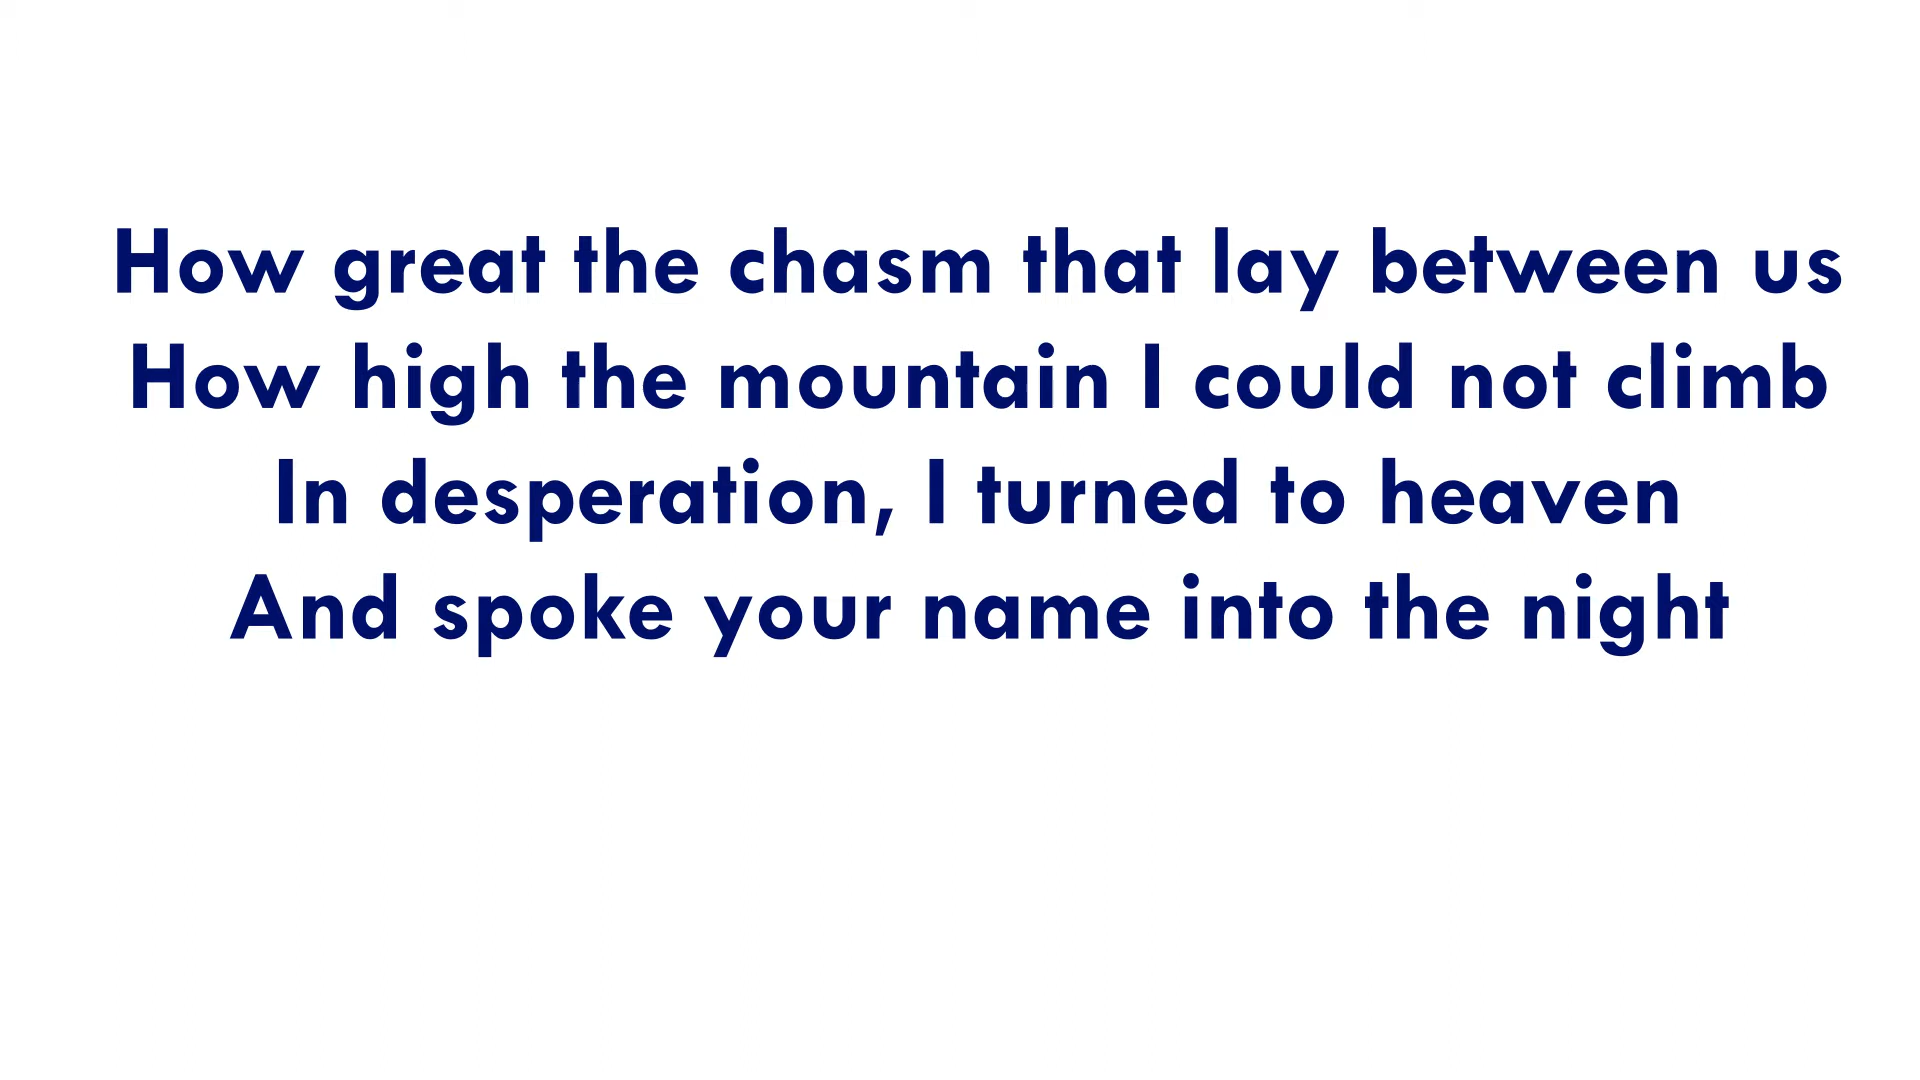 How great the chasm that lay between us
How high the mountain I could not climb
In desperation, I turned to heaven
And spoke your name into the night